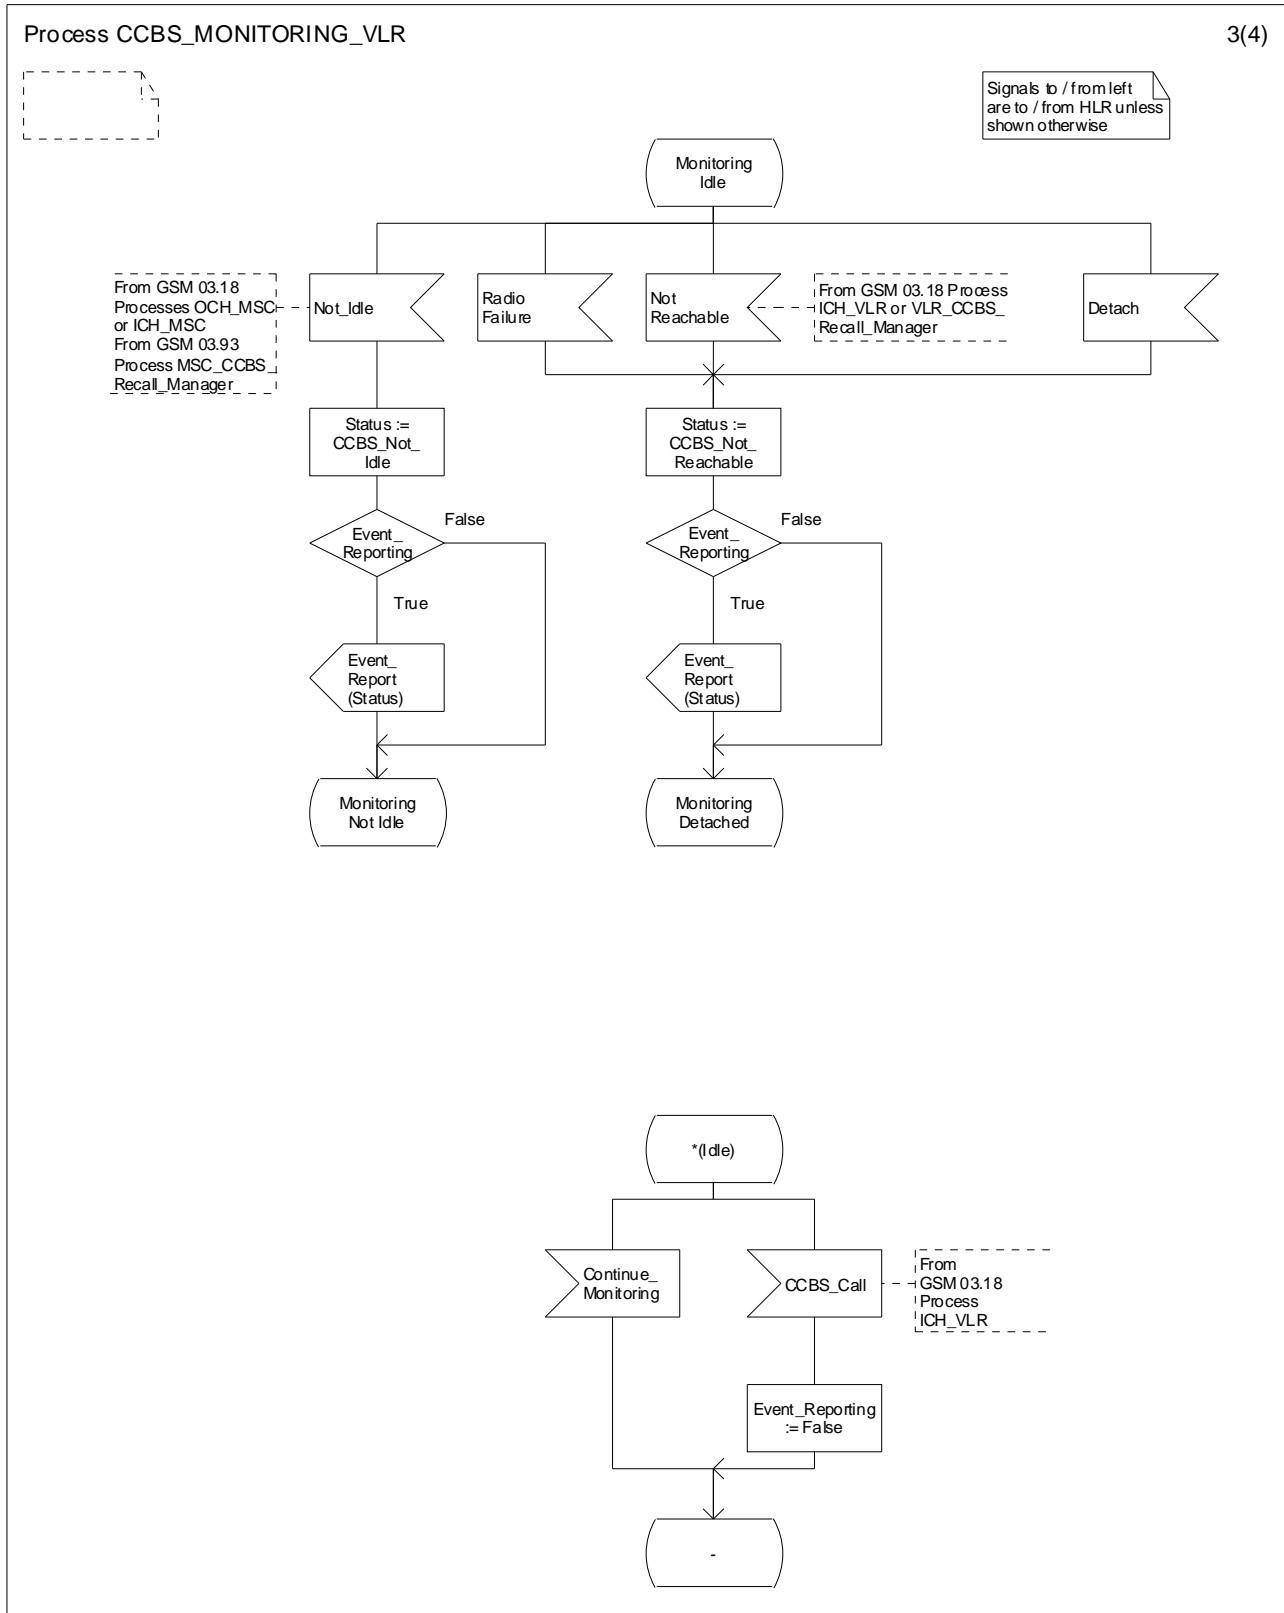 Process CCBS_MONITORING_VLR
3(4)
Signals to / from left
are to / from HLR unless
shown otherwise
Monitoring
Idle
From GSM 03.18
Processes OCH_MSC
or ICH_MSC
From GSM 03.93
Process MSC_CCBS_
Recall_Manager
Not_Idle
Radio
Failure
Not
Reachable
From GSM 03.18 Process
ICH_VLR or VLR_CCBS_
Recall_Manager
Detach
Status :=
CCBS_Not_
Idle
Status :=
CCBS_Not_
Reachable
Event_
Reporting
False
True
Event_
Reporting
False
True
Event_
Report
(Status)
Event_
Report
(Status)
Monitoring
Not Idle
Monitoring
Detached
*(Idle)
Continue_
Monitoring
CCBS_Call
From
GSM 03.18
Process
ICH_VLR
Event_Reporting
:= False
-